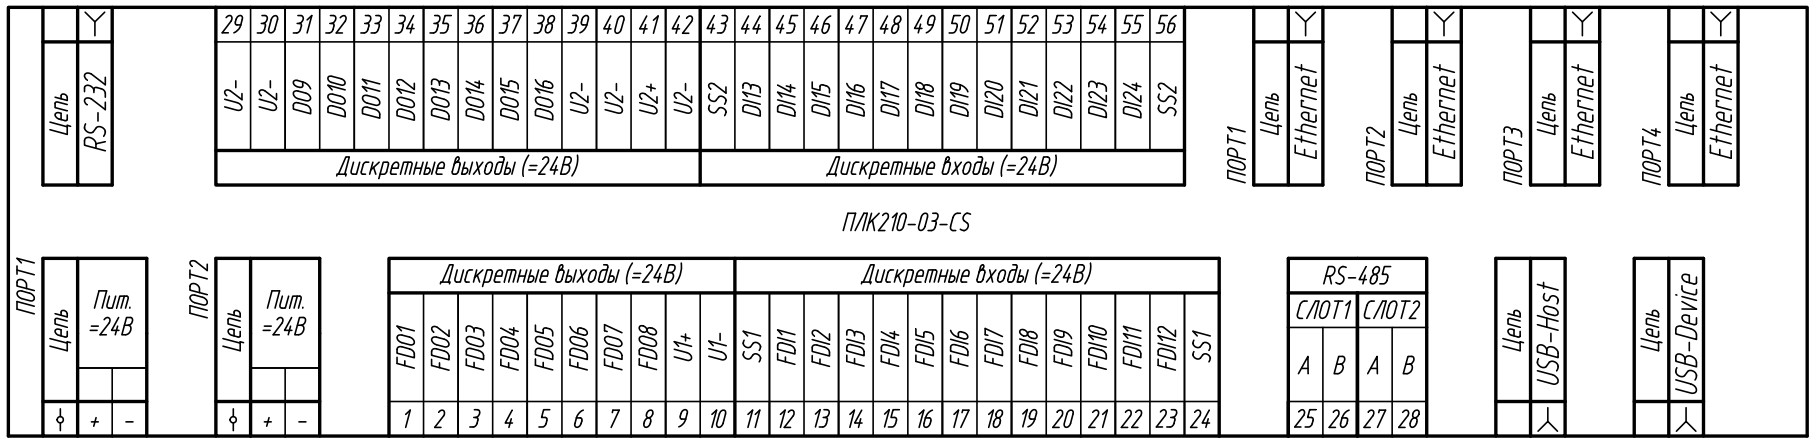 29 30 31 32 33 34 35 36 37 38 39 40 41 42 43 44 45 46 47 48 49 50 51 52 53 54 55 56
Цепь RS-232
U2- U2- DO9 DO10 DO11 DO12 DO13 DO14 DO15 DO16 U2- U2- U2+ U2- SS2 DI13 DI14 DI15 DI16 DI17 DI18 DI19 DI20 DI21 DI22 DI23 DI24 SS2
ПОРТ1 Цепь Ethernet
ПОРТ2 Цепь Ethernet
ПОРТ3 Цепь Ethernet
ПОРТ4 Цепь Ethernet
Дискретные выходы (=24В) Дискретные входы (=24В)
ПЛК210-03-CS
ПОРТ1 Цепь
Пит.
=24В
+ -
ПОРТ2 Цепь
Пит.
=24В
+ -
Дискретные выходы (=24В) Дискретные входы (=24В)
FDO1 FDO2 FDO3 FDO4 FDO5 FDO6 FDO7 FDO8 U1+ U1- SS1 FDI1 FDI2 FDI3 FDI4 FDI5 FDI6 FDI7 FDI8 FDI9 FDI10 FDI11 FDI12 SS1
1 2 3 4 5 6 7 8 9 10 11 12 13 14 15 16 17 18 19 20 21 22 23 24
RS-485
СЛОТ1 СЛОТ2
A B A B
25 26 27 28
Цепь USB-Host
Цепь USB-Device